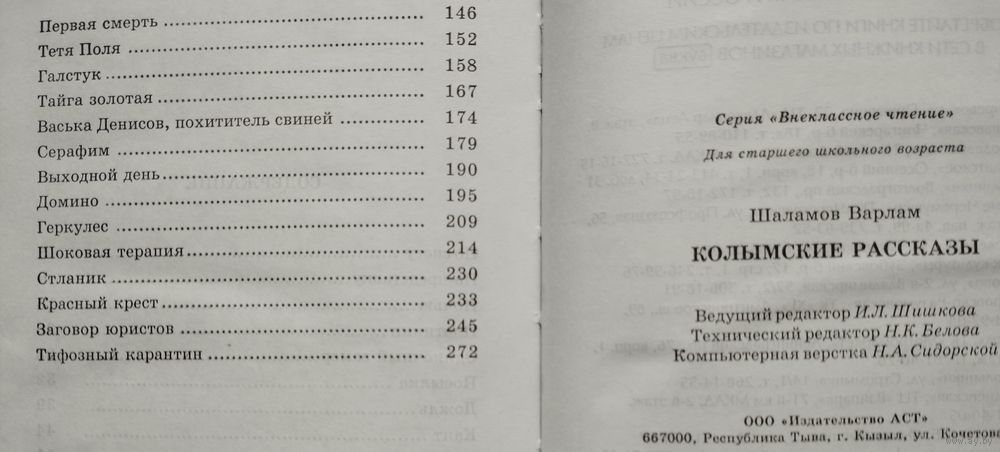 Первая смерть 146
Тетя Поля 152
Галстук 158
Тайга золотая 167
Васька Денисов, похититель свиней 174
Серафим 179
Выходной день 190
Домино 195
Геркулес 209
Шоковая терапия 214
Стланик 230
Красный крест 233
Заговор юристов 245
Тифозный карантин 272
Серия «Внеклассное чтение»
Для старшего школьного возраста
Шаламов Варлам
КОЛЫМСКИЕ РАССКАЗЫ
Ведущий редактор И.Л. Шишкова
Технический редактор Н.К. Белова
Компьютерная верстка Н.А. Сидорской
ООО «Издательство АСТ»
667000, Республика Тыва, г. Кызыл, ул. Кочетова